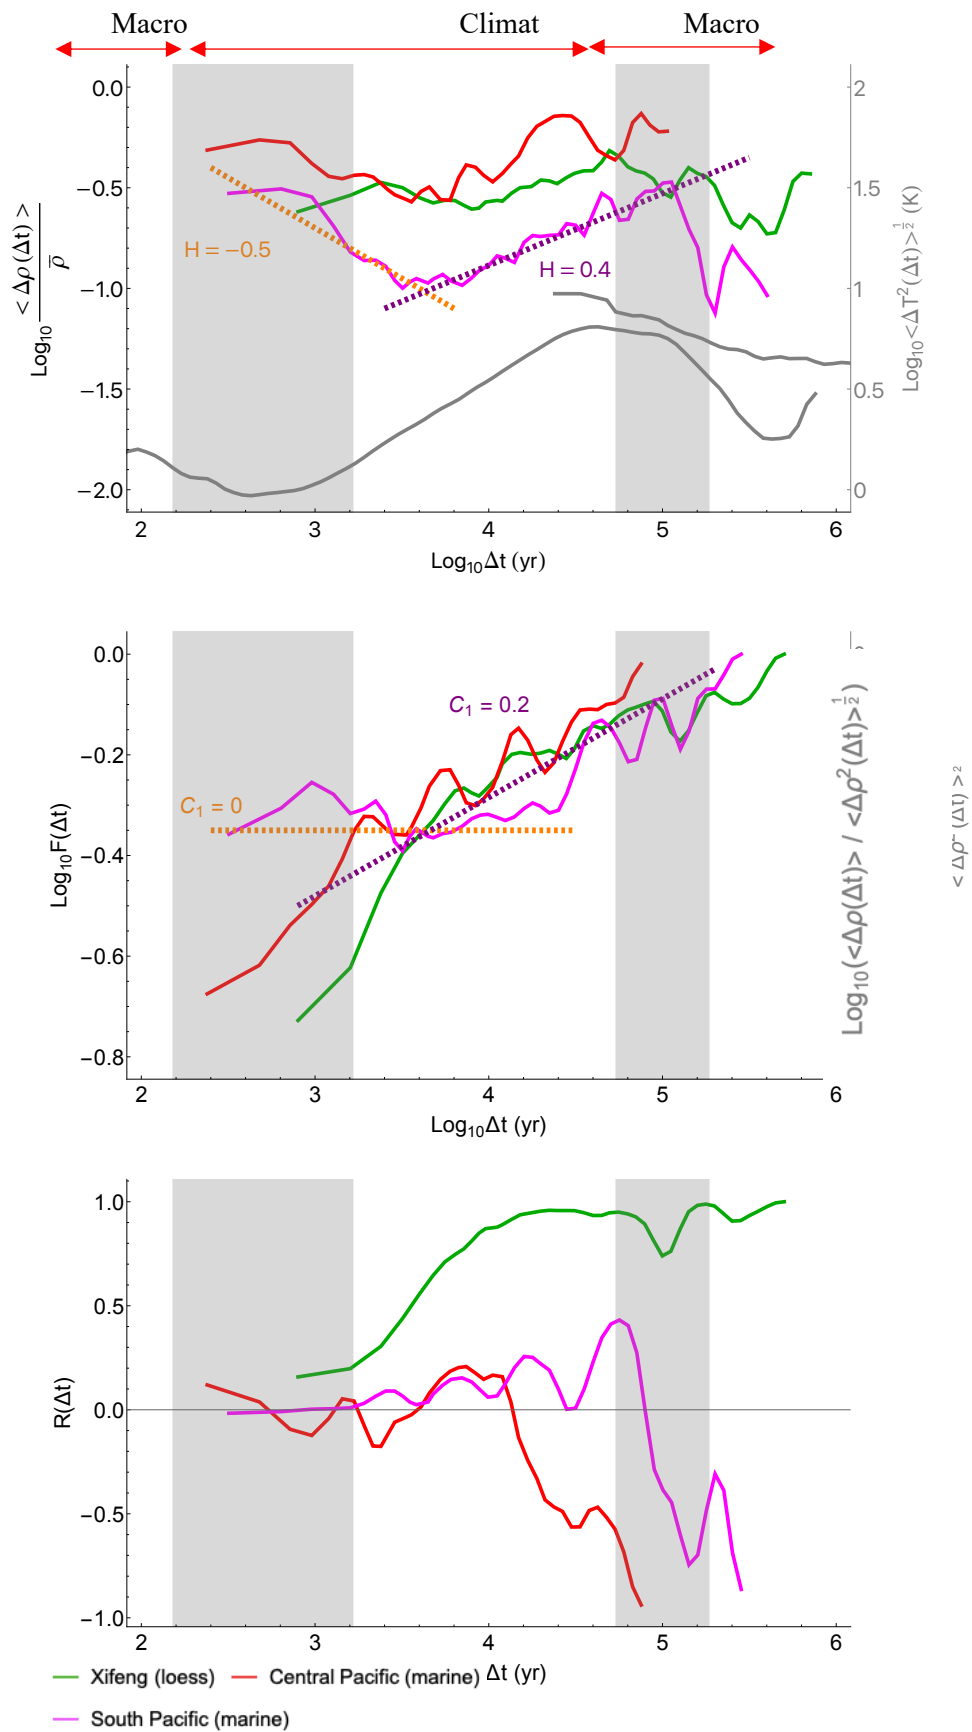 Macro Climat Macro
0.0
−0.5
−1.0
−1.5
−2.0
2
1.5
1
0.5
0
H = −0.5
H = 0.4
Log₁₀ < Δρ (Δt) > / ρ̅
Log₁₀ <ΔT²(Δt)>^½ (K)
2 3 4 5 6
Log₁₀Δt (yr)
0.0
−0.2
−0.4
−0.6
−0.8
C₁ = 0.2
C₁ = 0
Log₁₀F(Δt)
Log₁₀(<Δρ(Δt)> / <Δρ²(Δt)>^½)
2 3 4 5 6
Log₁₀Δt (yr)
1.0
0.5
0.0
−0.5
−1.0
R(Δt)
2 3 4 5 6
Δt (yr)
Xifeng (loess) Central Pacific (marine)
South Pacific (marine)